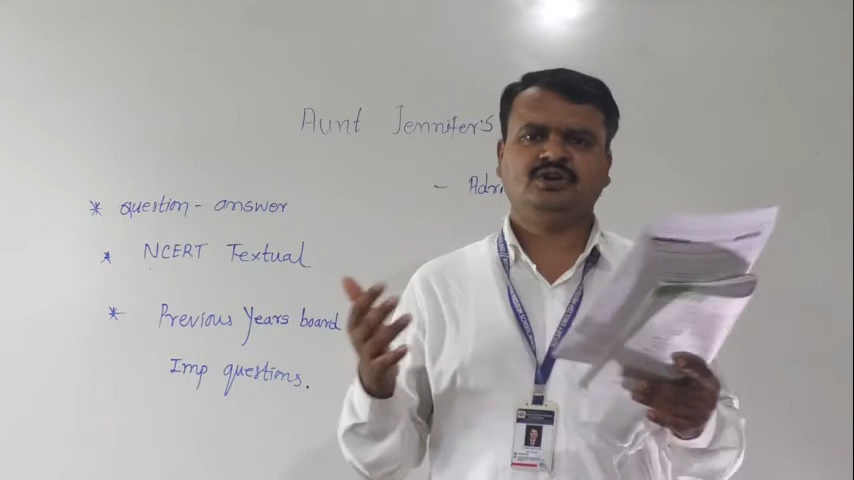 Aunt Jennifer's
- Adri
* question - answer
* NCERT Textual
* Previous Years board
Imp questions.